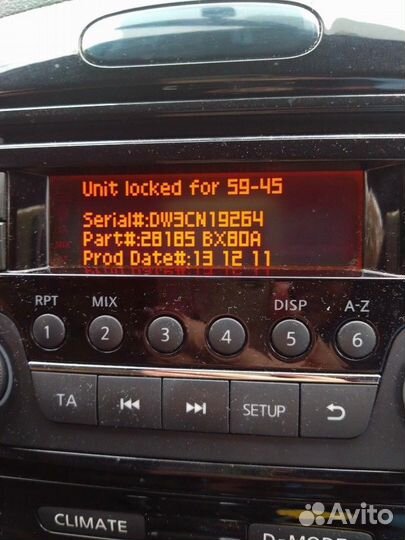 Unit locked for 59-45
Serial#:DW3CN19264
Part#:28185 BX80A
Prod Date#:13 12 11
RPT MIX DISP A-Z
1 2 3 4 5 6
TA SETUP
CLIMATE D-MODE
Avito